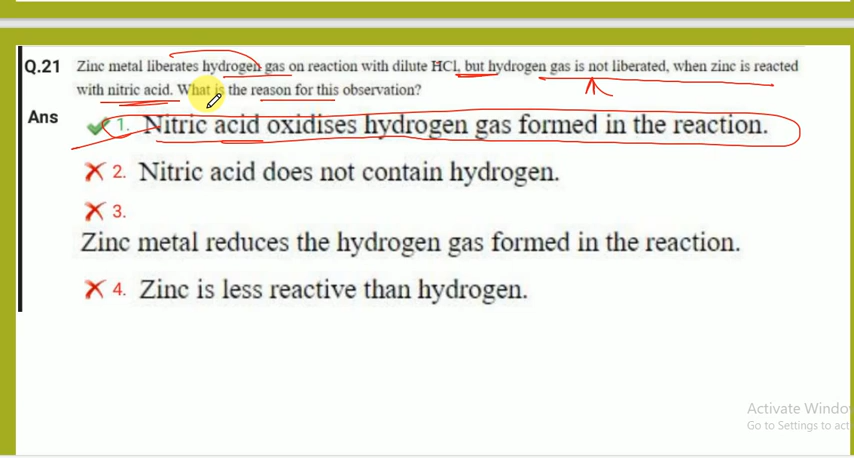 Q.21 Zinc metal liberates hydrogen gas on reaction with dilute HCl, but hydrogen gas is not liberated, when zinc is reacted
with nitric acid. What is the reason for this observation?
Ans
1. Nitric acid oxidises hydrogen gas formed in the reaction.
2. Nitric acid does not contain hydrogen.
3.
Zinc metal reduces the hydrogen gas formed in the reaction.
4. Zinc is less reactive than hydrogen.
Activate Windo
Go to Settings to act